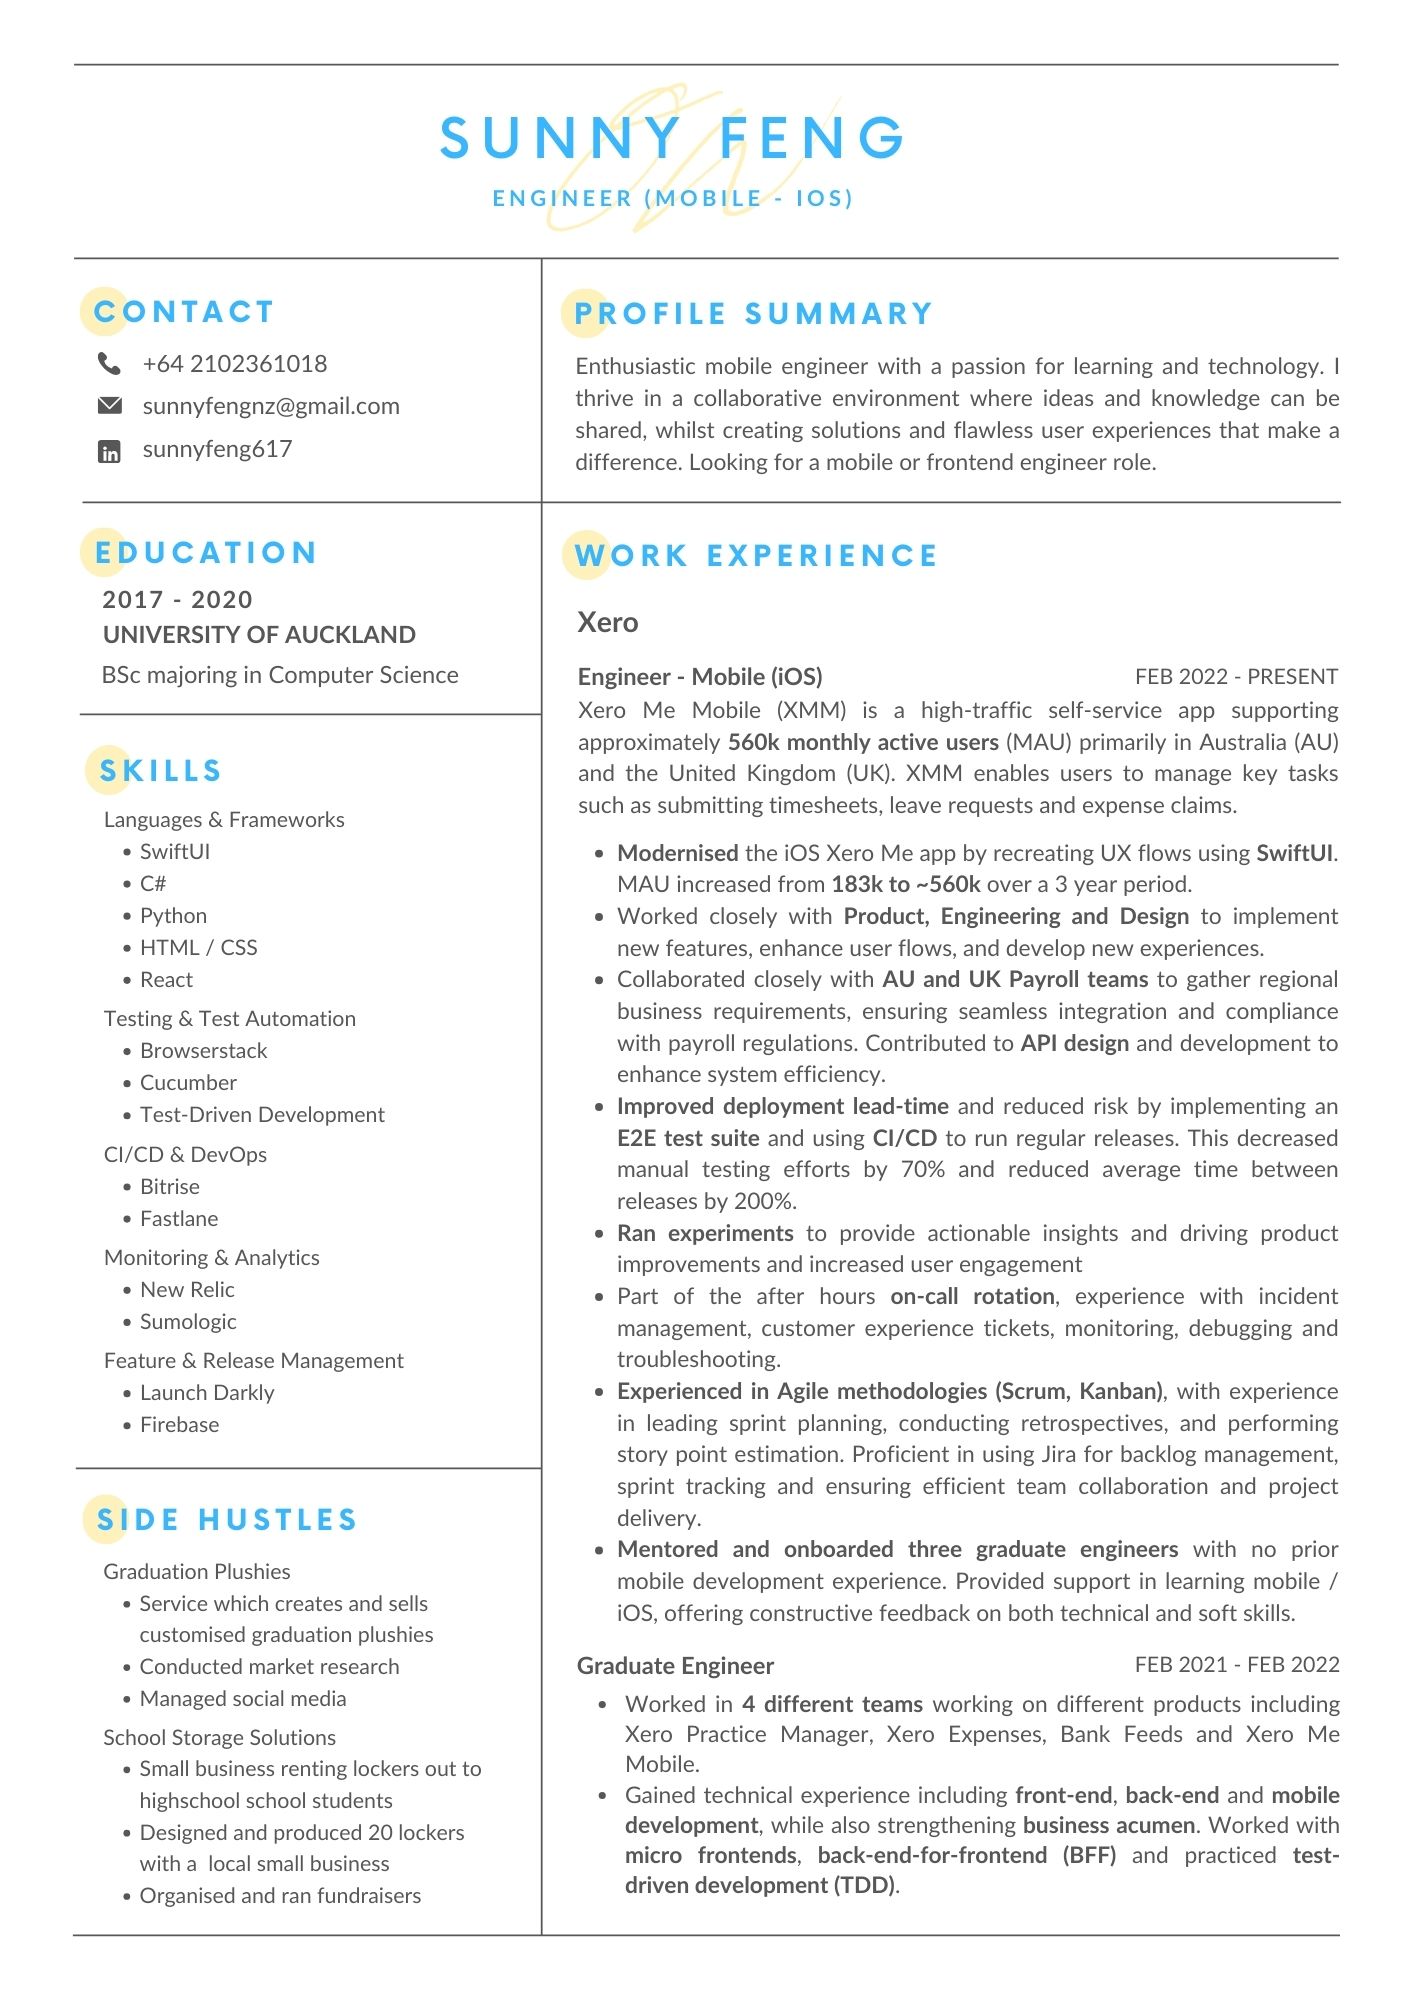 SUNNY FENG
ENGINEER (MOBILE - IOS)
CONTACT
+64 2102361018
sunnyfengnz@gmail.com
sunnyfeng617
EDUCATION
2017 - 2020
UNIVERSITY OF AUCKLAND
BSc majoring in Computer Science
SKILLS
Languages & Frameworks
• SwiftUI
• C#
• Python
• HTML / CSS
• React
Testing & Test Automation
• Browserstack
• Cucumber
• Test-Driven Development
CI/CD & DevOps
• Bitrise
• Fastlane
Monitoring & Analytics
• New Relic
• Sumologic
Feature & Release Management
• Launch Darkly
• Firebase
SIDE HUSTLES
Graduation Plushies
• Service which creates and sells
customised graduation plushies
• Conducted market research
• Managed social media
School Storage Solutions
• Small business renting lockers out to
highschool school students
• Designed and produced 20 lockers
with a  local small business
• Organised and ran fundraisers
PROFILE SUMMARY
Enthusiastic mobile engineer with a passion for learning and technology. I
thrive in a collaborative environment where ideas and knowledge can be
shared, whilst creating solutions and flawless user experiences that make a
difference. Looking for a mobile or frontend engineer role.
WORK EXPERIENCE
Xero
Engineer - Mobile (iOS) FEB 2022 - PRESENT
Xero Me Mobile (XMM) is a high-traffic self-service app supporting
approximately 560k monthly active users (MAU) primarily in Australia (AU)
and the United Kingdom (UK). XMM enables users to manage key tasks
such as submitting timesheets, leave requests and expense claims.
• Modernised the iOS Xero Me app by recreating UX flows using SwiftUI.
MAU increased from 183k to ~560k over a 3 year period.
• Worked closely with Product, Engineering and Design to implement
new features, enhance user flows, and develop new experiences.
• Collaborated closely with AU and UK Payroll teams to gather regional
business requirements, ensuring seamless integration and compliance
with payroll regulations. Contributed to API design and development to
enhance system efficiency.
• Improved deployment lead-time and reduced risk by implementing an
E2E test suite and using CI/CD to run regular releases. This decreased
manual testing efforts by 70% and reduced average time between
releases by 200%.
• Ran experiments to provide actionable insights and driving product
improvements and increased user engagement
• Part of the after hours on-call rotation, experience with incident
management, customer experience tickets, monitoring, debugging and
troubleshooting.
• Experienced in Agile methodologies (Scrum, Kanban), with experience
in leading sprint planning, conducting retrospectives, and performing
story point estimation. Proficient in using Jira for backlog management,
sprint tracking and ensuring efficient team collaboration and project
delivery.
• Mentored and onboarded three graduate engineers with no prior
mobile development experience. Provided support in learning mobile /
iOS, offering constructive feedback on both technical and soft skills.
Graduate Engineer FEB 2021 - FEB 2022
• Worked in 4 different teams working on different products including
Xero Practice Manager, Xero Expenses, Bank Feeds and Xero Me
Mobile.
• Gained technical experience including front-end, back-end and mobile
development, while also strengthening business acumen. Worked with
micro frontends, back-end-for-frontend (BFF) and practiced test-
driven development (TDD).